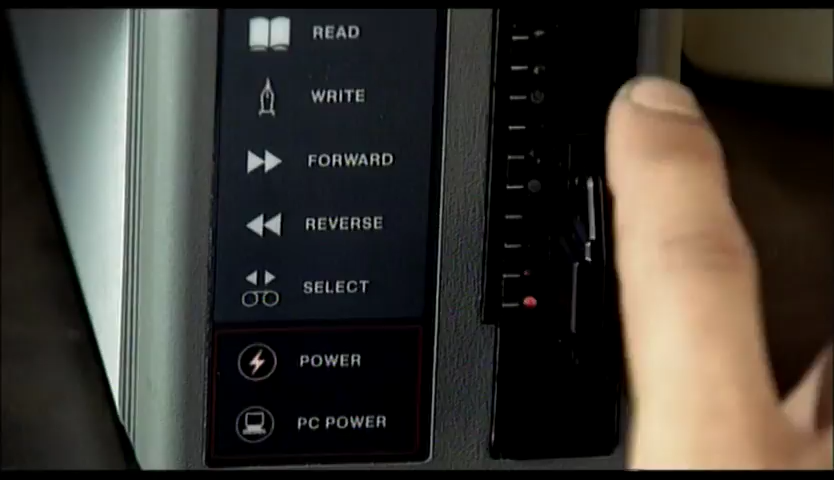 READ
WRITE
FORWARD
REVERSE
SELECT
POWER
PC POWER